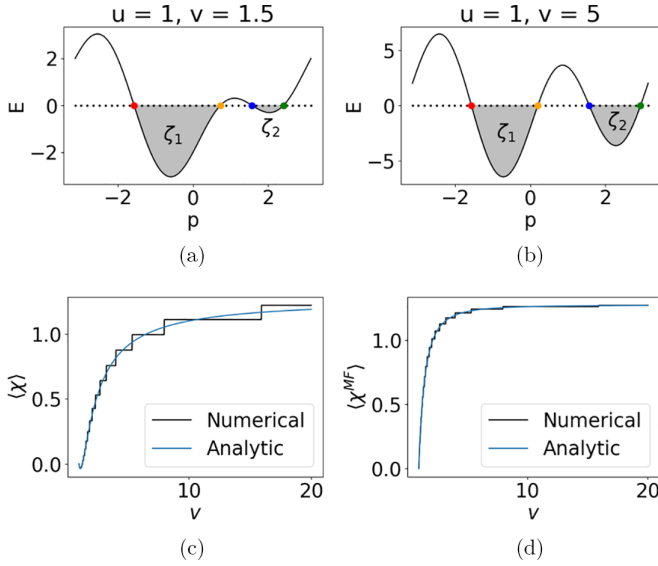 u = 1, v = 1.5
E
2
0
−2
ζ1
ζ2
−2
0
2
p
(a)
u = 1, v = 5
E
5
0
−5
ζ1
ζ2
−2
0
2
p
(b)
⟨χ⟩
1.0
0.5
0.0
Numerical
Analytic
10
20
v
(c)
⟨χ^MF⟩
1.0
0.5
0.0
Numerical
Analytic
10
20
v
(d)